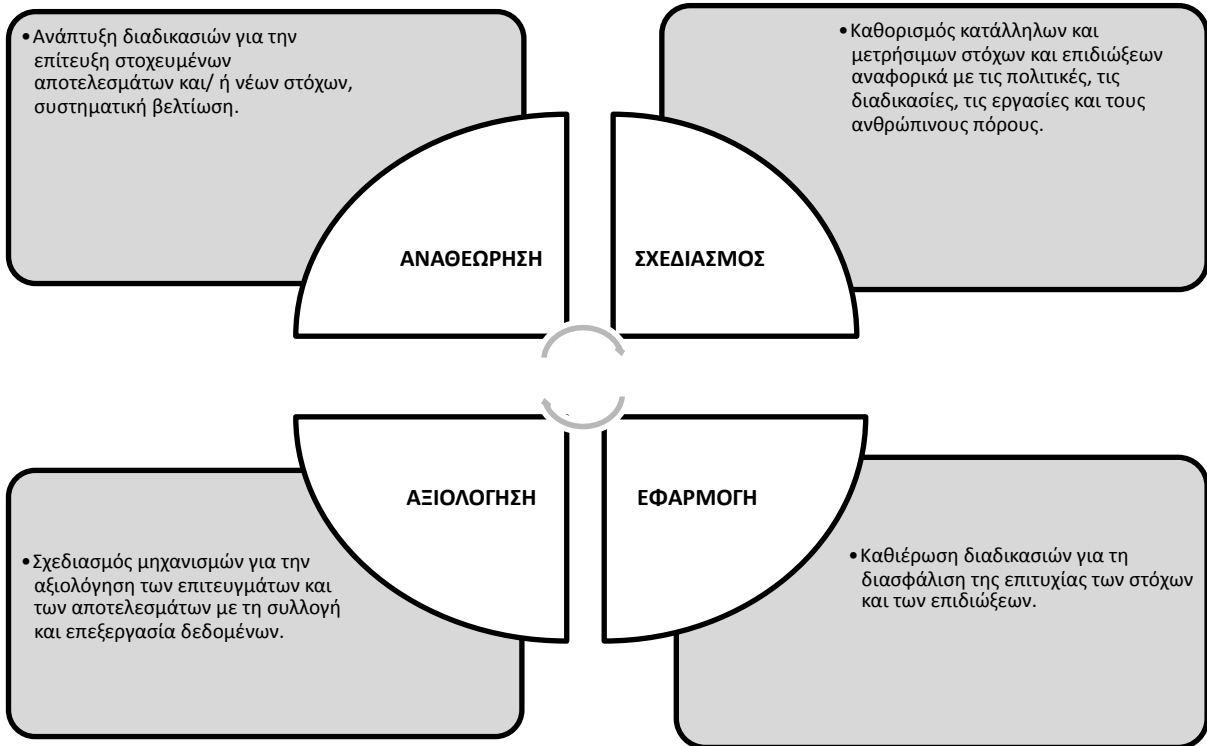 •Ανάπτυξη διαδικασιών για την
επίτευξη στοχευμένων
αποτελεσμάτων και/ ή νέων στόχων,
συστηματική βελτίωση.
•Καθορισμός κατάλληλων και
μετρήσιμων στόχων και επιδιώξεων
αναφορικά με τις πολιτικές, τις
διαδικασίες, τις εργασίες και τους
ανθρώπινους πόρους.
ΑΝΑΘΕΩΡΗΣΗ
ΣΧΕΔΙΑΣΜΟΣ
ΑΞΙΟΛΟΓΗΣΗ
ΕΦΑΡΜΟΓΗ
•Σχεδιασμός μηχανισμών για την
αξιολόγηση των επιτευγμάτων και
των αποτελεσμάτων με τη συλλογή
και επεξεργασία δεδομένων.
•Καθιέρωση διαδικασιών για τη
διασφάλιση της επιτυχίας των στόχων
και των επιδιώξεων.